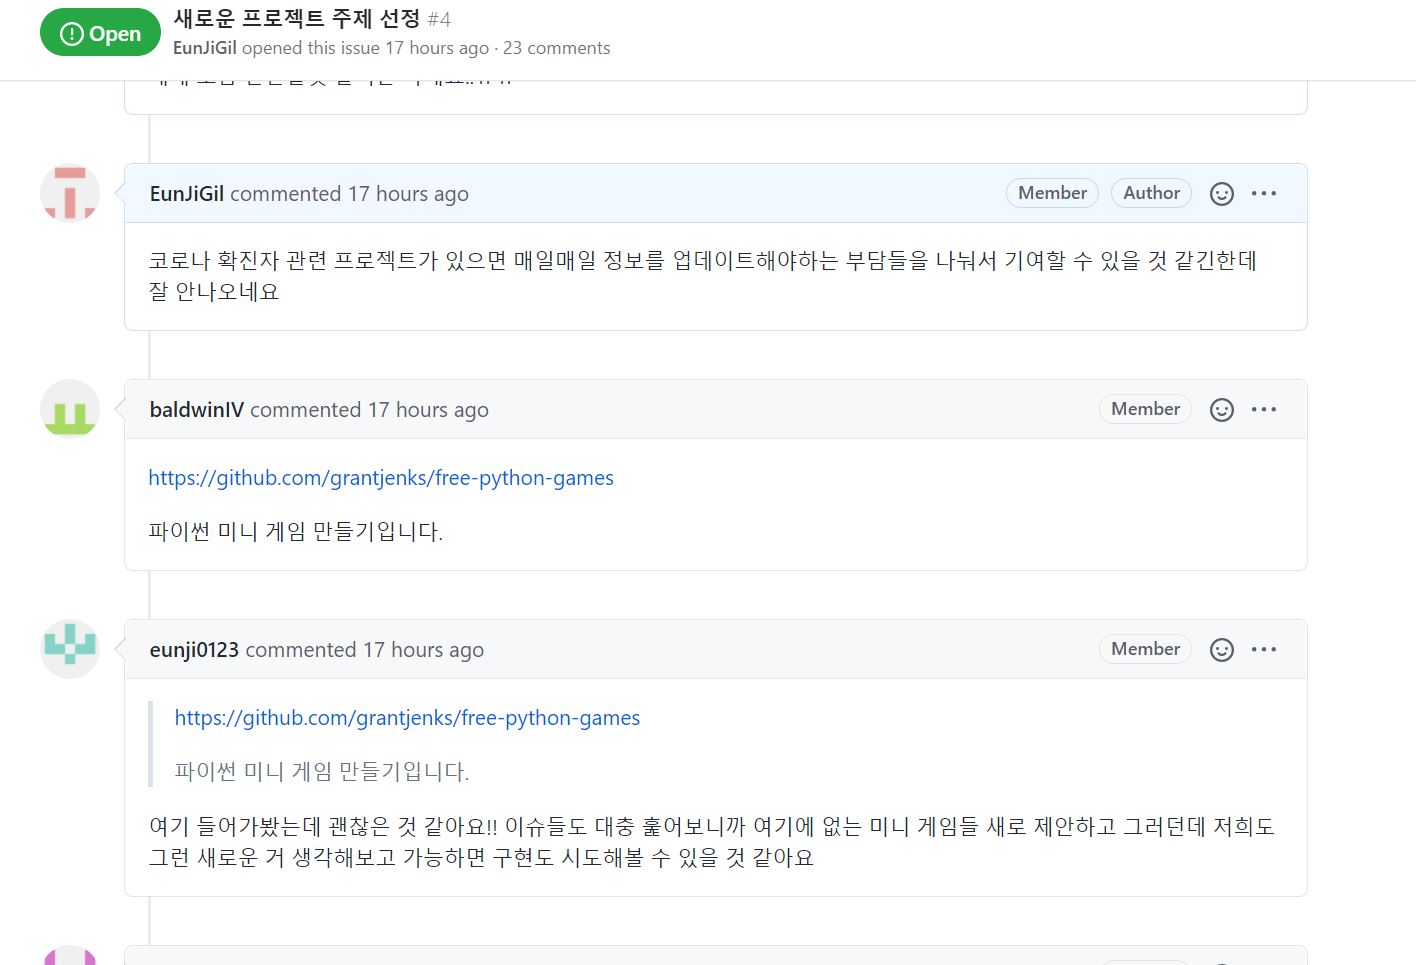 Open
새로운 프로젝트 주제 선정 #4
EunJiGil opened this issue 17 hours ago · 23 comments
EunJiGil commented 17 hours ago
Member
Author
코로나 확진자 관련 프로젝트가 있으면 매일매일 정보를 업데이트해야하는 부담들을 나눠서 기여할 수 있을 것 같긴한데
잘 안나오네요
baldwinIV commented 17 hours ago
Member
https://github.com/grantjenks/free-python-games
파이썬 미니 게임 만들기입니다.
eunji0123 commented 17 hours ago
Member
https://github.com/grantjenks/free-python-games
파이썬 미니 게임 만들기입니다.
여기 들어가봤는데 괜찮은 것 같아요!! 이슈들도 대충 훑어보니까 여기에 없는 미니 게임들 새로 제안하고 그러던데 저희도
그런 새로운 거 생각해보고 가능하면 구현도 시도해볼 수 있을 것 같아요